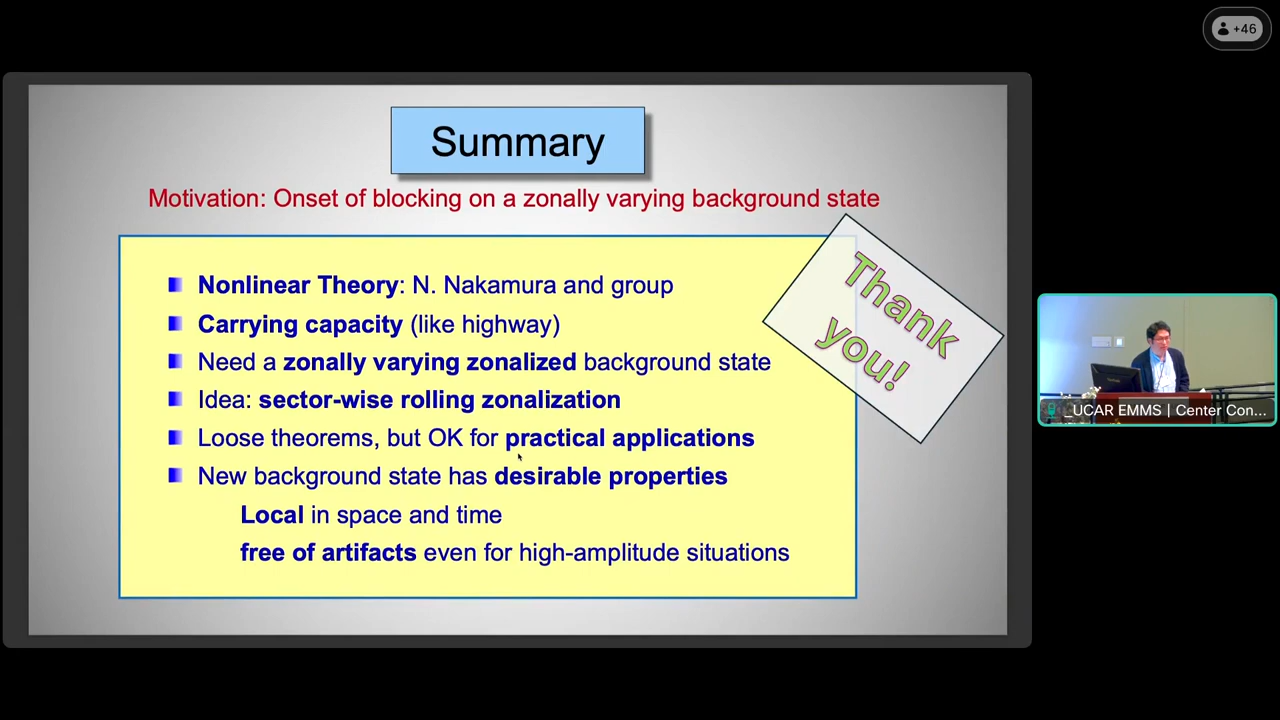 +46
Summary
Motivation: Onset of blocking on a zonally varying background state
Nonlinear Theory: N. Nakamura and group
Carrying capacity (like highway)
Need a zonally varying zonalized background state
Idea: sector-wise rolling zonalization
Loose theorems, but OK for practical applications
New background state has desirable properties
Local in space and time
free of artifacts even for high-amplitude situations
Thank
you!
_UCAR EMMS | Center Con...